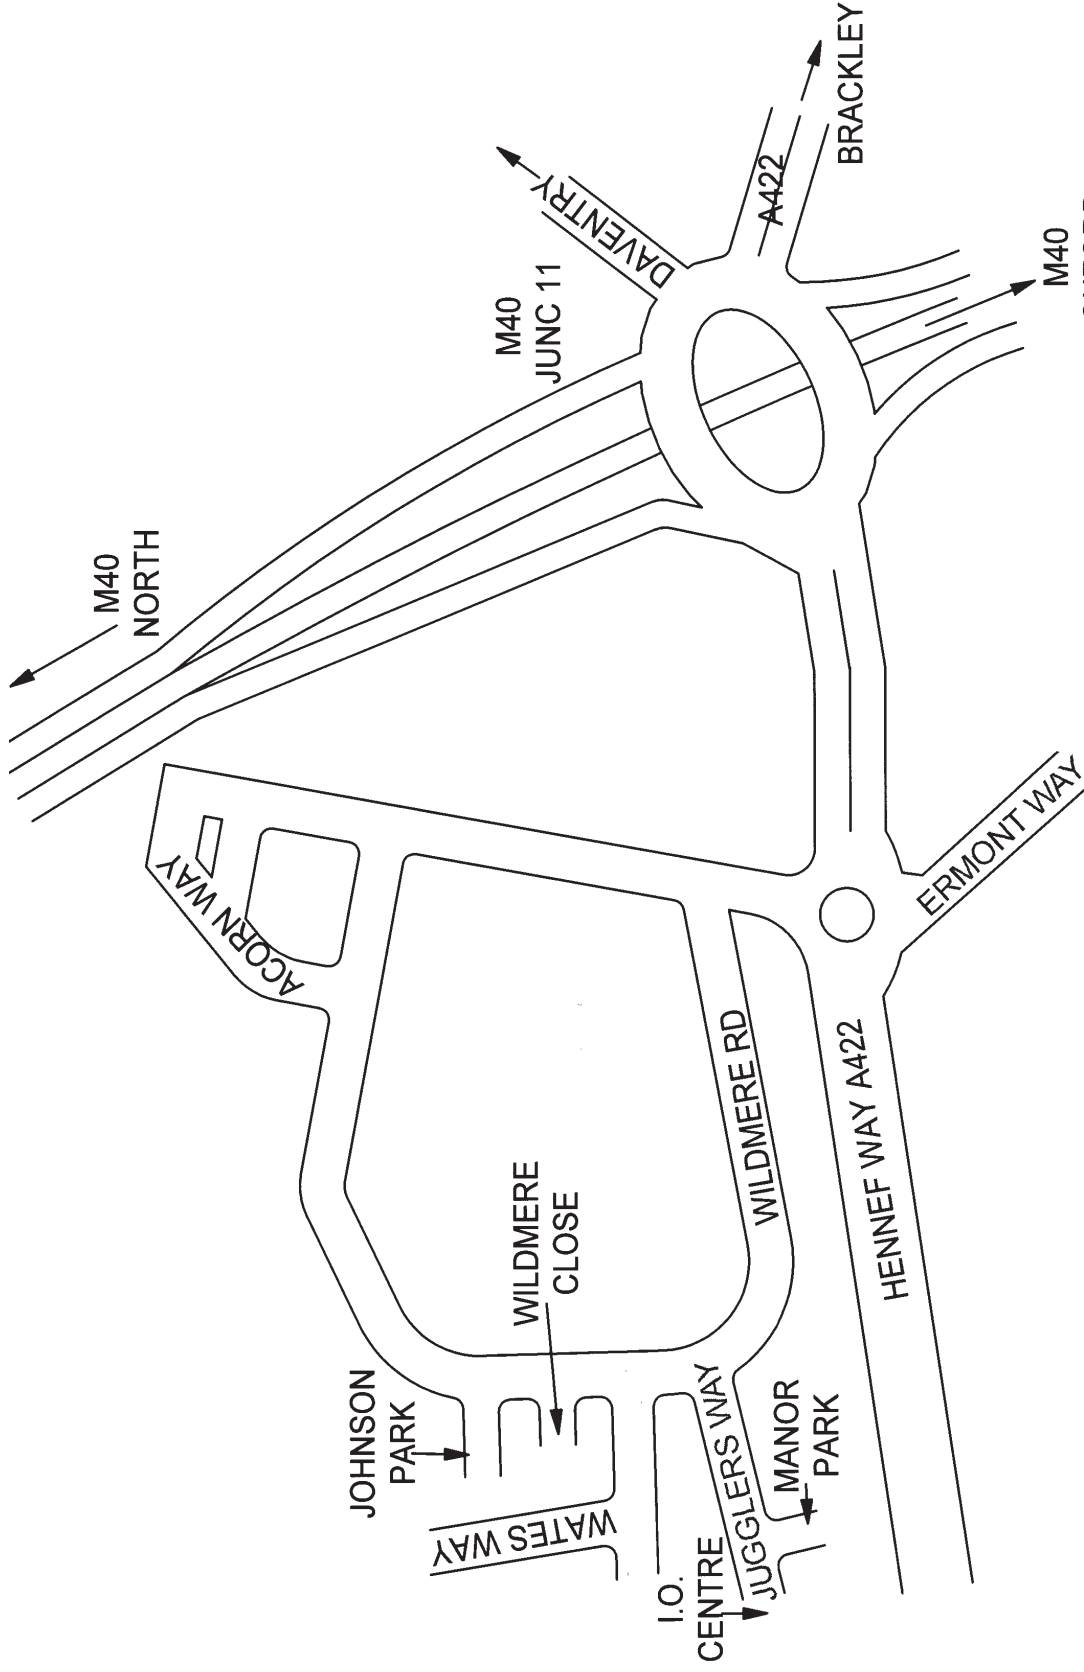 M40
NORTH
M40
JUNC 11
DAVENTRY
A422
BRACKLEY
M40
ACORN WAY
ERMONT WAY
WILDMERE RD
HENNEF WAY A422
WILDMERE
CLOSE
JOHNSON
PARK
WATES WAY
JUGGLERS WAY
MANOR
PARK
I.O.
CENTRE